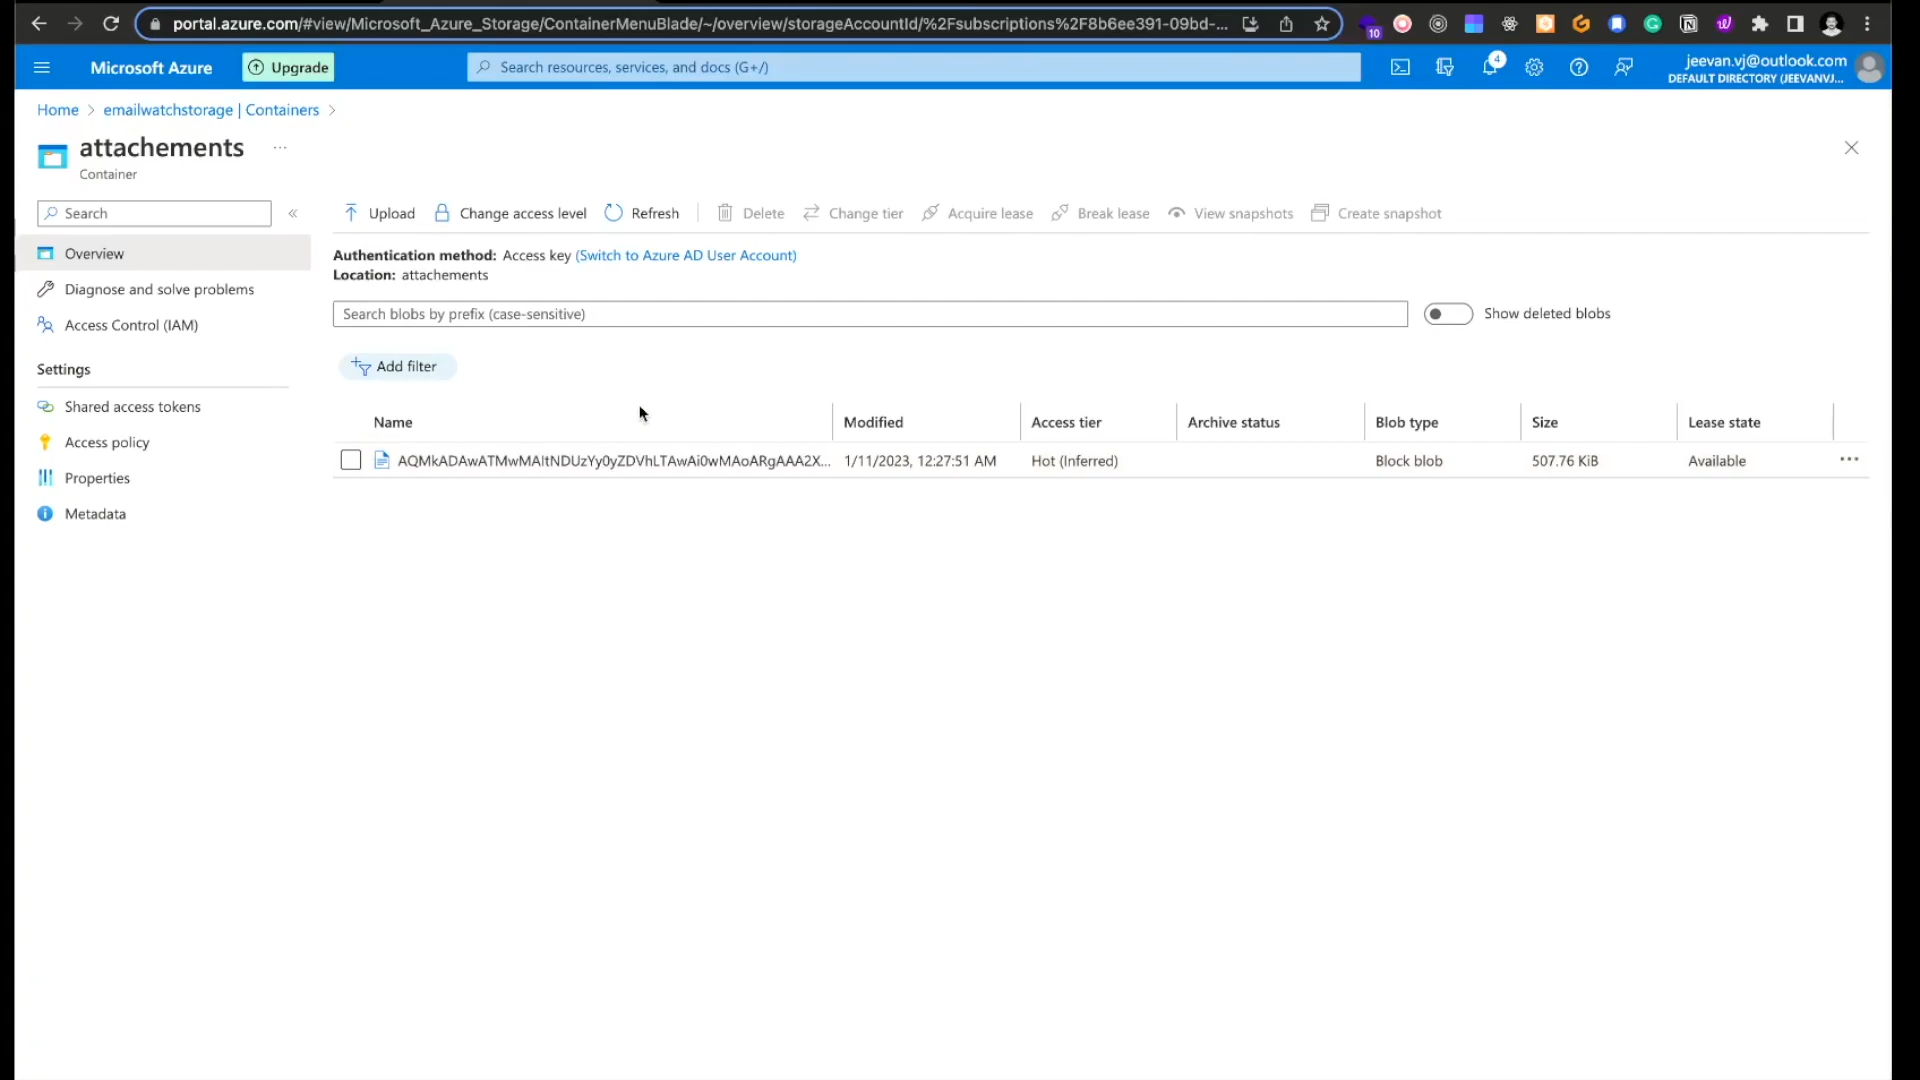 portal.azure.com/#view/Microsoft_Azure_Storage/ContainerMenuBlade/~/overview/storageAccountId/%2Fsubscriptions%2F8b6ee391-09bd-...
10
Microsoft Azure
Upgrade
Search resources, services, and docs (G+/)
4
jeevan.vj@outlook.com
DEFAULT DIRECTORY (JEEVANVJ...
Home > emailwatchstorage | Containers >
attachements ...
Container
Search
«
Upload
Change access level
Refresh
Delete
Change tier
Acquire lease
Break lease
View snapshots
Create snapshot
Overview
Diagnose and solve problems
Access Control (IAM)
Settings
Shared access tokens
Access policy
Properties
Metadata
Authentication method: Access key (Switch to Azure AD User Account)
Location: attachements
Search blobs by prefix (case-sensitive)
Show deleted blobs
Add filter
Name Modified Access tier Archive status Blob type Size Lease state
AQMkADAwATMwMAItNDUzYy0yZDVhLTAwAi0wMAoARgAAA2X... 1/11/2023, 12:27:51 AM Hot (Inferred) Block blob 507.76 KiB Available ...